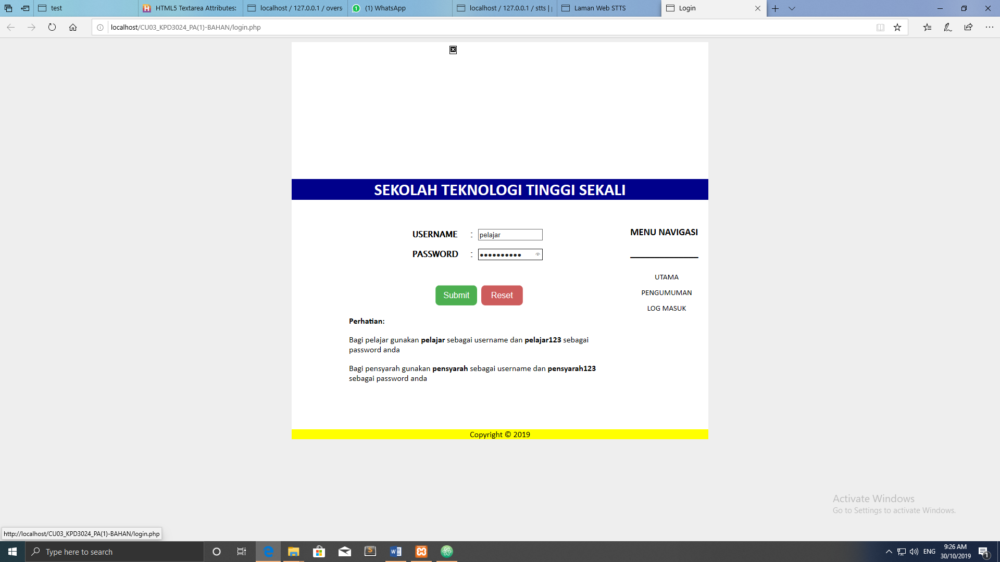 test
HTML5 Textarea Attributes:
localhost / 127.0.0.1 / overs
(1) WhatsApp
localhost / 127.0.0.1 / stts |
Laman Web STTS
Login
localhost/CU03_KPD3024_PA(1)-BAHAN/login.php
SEKOLAH TEKNOLOGI TINGGI SEKALI
USERNAME : pelajar
PASSWORD : ●●●●●●●●●●
Submit Reset
MENU NAVIGASI
UTAMA
PENGUMUMAN
LOG MASUK
Perhatian:
Bagi pelajar gunakan pelajar sebagai username dan pelajar123 sebagai
password anda
Bagi pensyarah gunakan pensyarah sebagai username dan pensyarah123
sebagai password anda
Copyright © 2019
Activate Windows
Go to Settings to activate Windows.
http://localhost/CU03_KPD3024_PA(1)-BAHAN/login.php
Type here to search
ENG
9:26 AM
30/10/2019
1